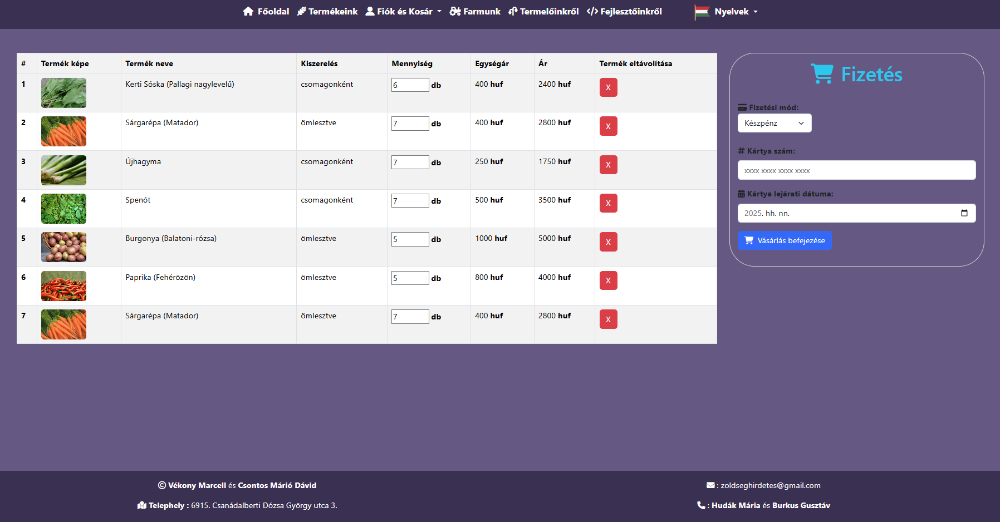 Főoldal Termékeink Fiók és Kosár Farmunk Termelőinkről Fejlesztőinkről Nyelvek
# Termék képe Termék neve Kiszerelés Mennyiség Egységár Ár Termék eltávolítása
1 Kerti Sóska (Pallagi nagylevelű) csomagonként 6 db 400 huf 2400 huf X
2 Sárgarépa (Matador) ömlesztve 7 db 400 huf 2800 huf X
3 Újhagyma csomagonként 7 db 250 huf 1750 huf X
4 Spenót csomagonként 7 db 500 huf 3500 huf X
5 Burgonya (Balatoni-rózsa) ömlesztve 5 db 1000 huf 5000 huf X
6 Paprika (Fehérözön) ömlesztve 5 db 800 huf 4000 huf X
7 Sárgarépa (Matador) ömlesztve 7 db 400 huf 2800 huf X
Fizetés
Fizetési mód:
Készpénz
# Kártya szám:
xxxx xxxx xxxx xxxx
Kártya lejárati dátuma:
2025. hh. nn.
Vásárlás befejezése
© Vékony Marcell és Csontos Márió Dávid
Telephely : 6915. Csanádalberti Dózsa György utca 3.
: zoldseghirdetes@gmail.com
: Hudák Mária és Burkus Gusztáv